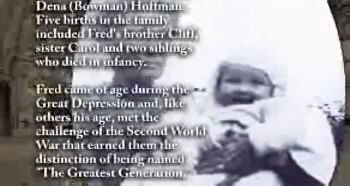 Dena (Bowman) Hoffman
Five births in the family
included Fred's brother Cliff,
sister Carol and two siblings
who died in infancy.
Fred came of age during the
Great Depression and, like
others his age, met the
challenge of the Second World
War that earned them the
distinction of being named
"The Greatest Generation,